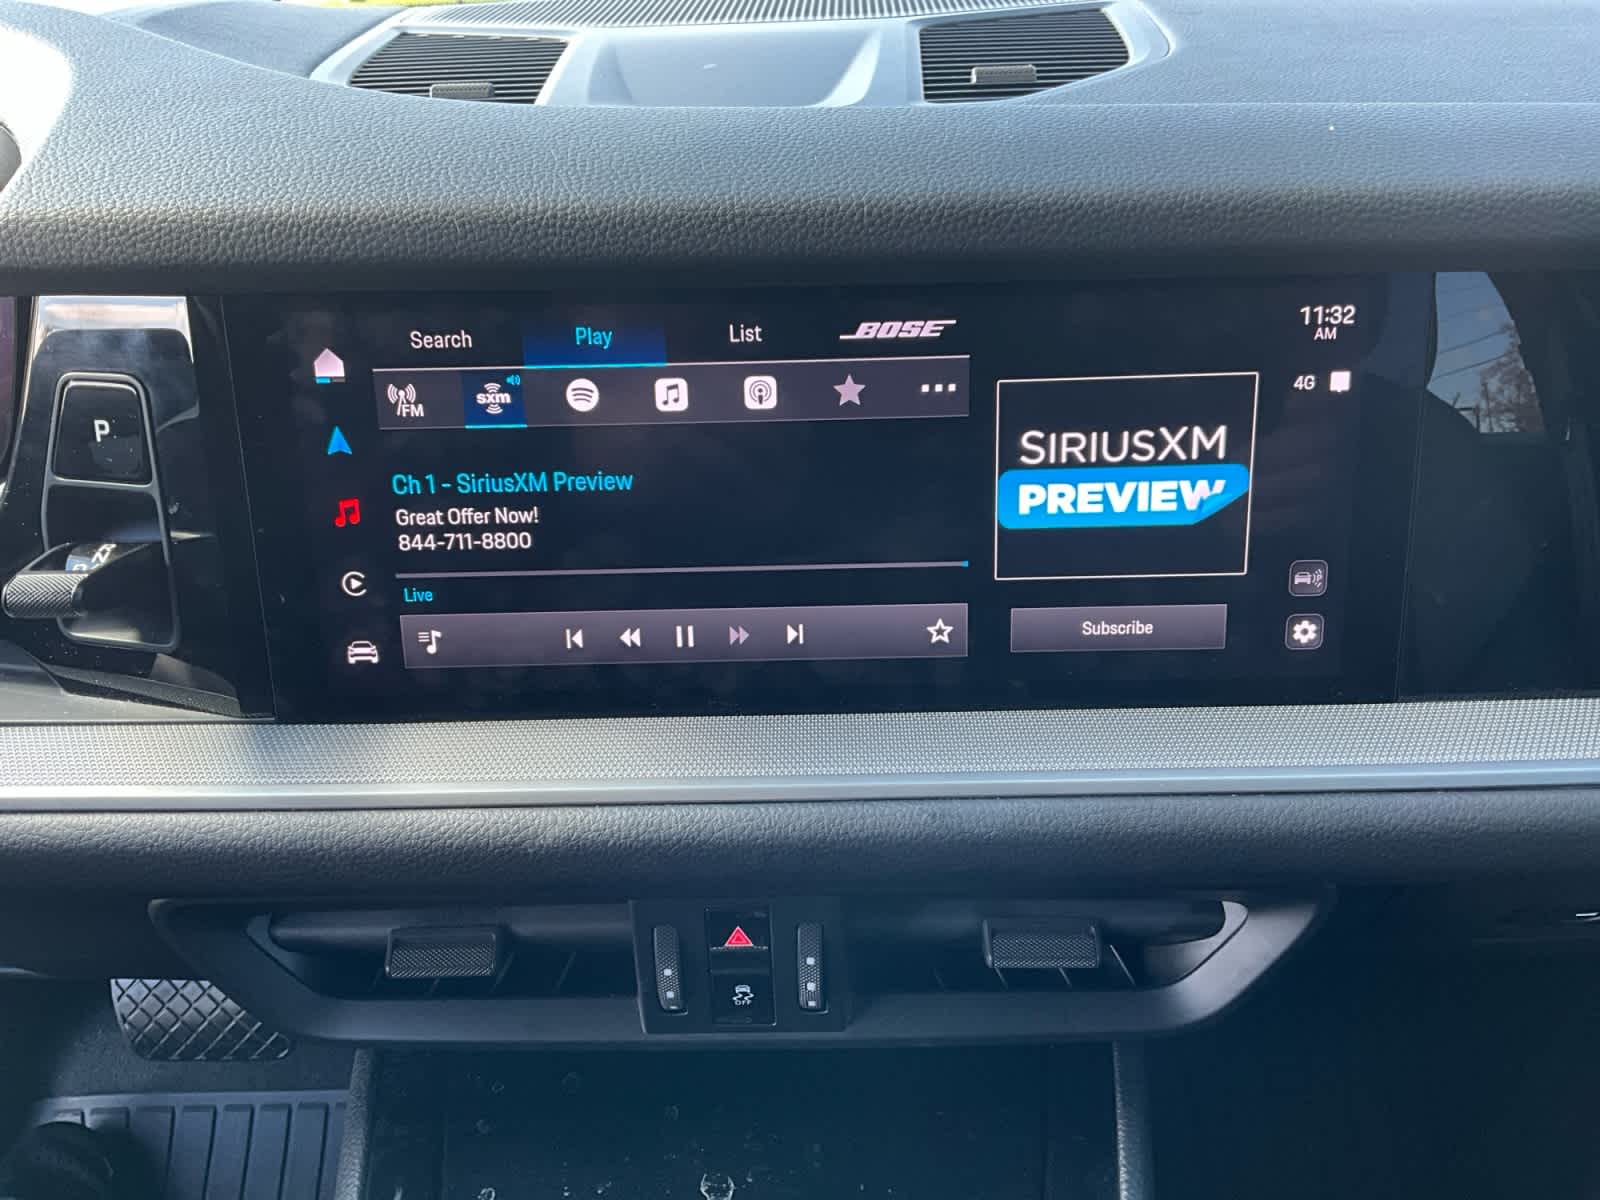 Search
Play
List
BOSE
11:32
AM
FM
sxm
4G
P
Ch 1 - SiriusXM Preview
Great Offer Now!
844-711-8800
SIRIUSXM
PREVIEW
Live
Subscribe
OFF